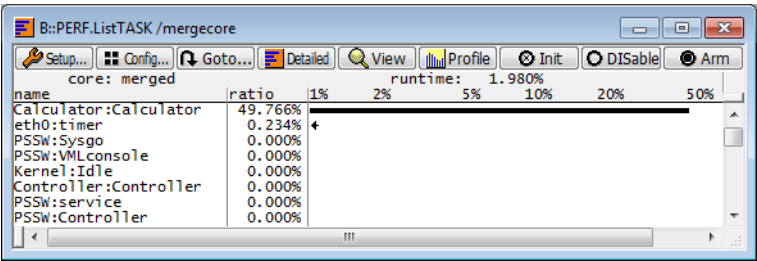 B::PERF.ListTASK /mergecore
Setup... Config... Goto... Detailed View Profile Init DISable Arm
core: merged runtime: 1.980%
name ratio 1% 2% 5% 10% 20% 50%
Calculator:Calculator 49.766%
eth0:timer 0.234%
PSSW:Sysgo 0.000%
PSSW:VMLconsole 0.000%
Kernel:Idle 0.000%
Controller:Controller 0.000%
PSSW:service 0.000%
PSSW:Controller 0.000%